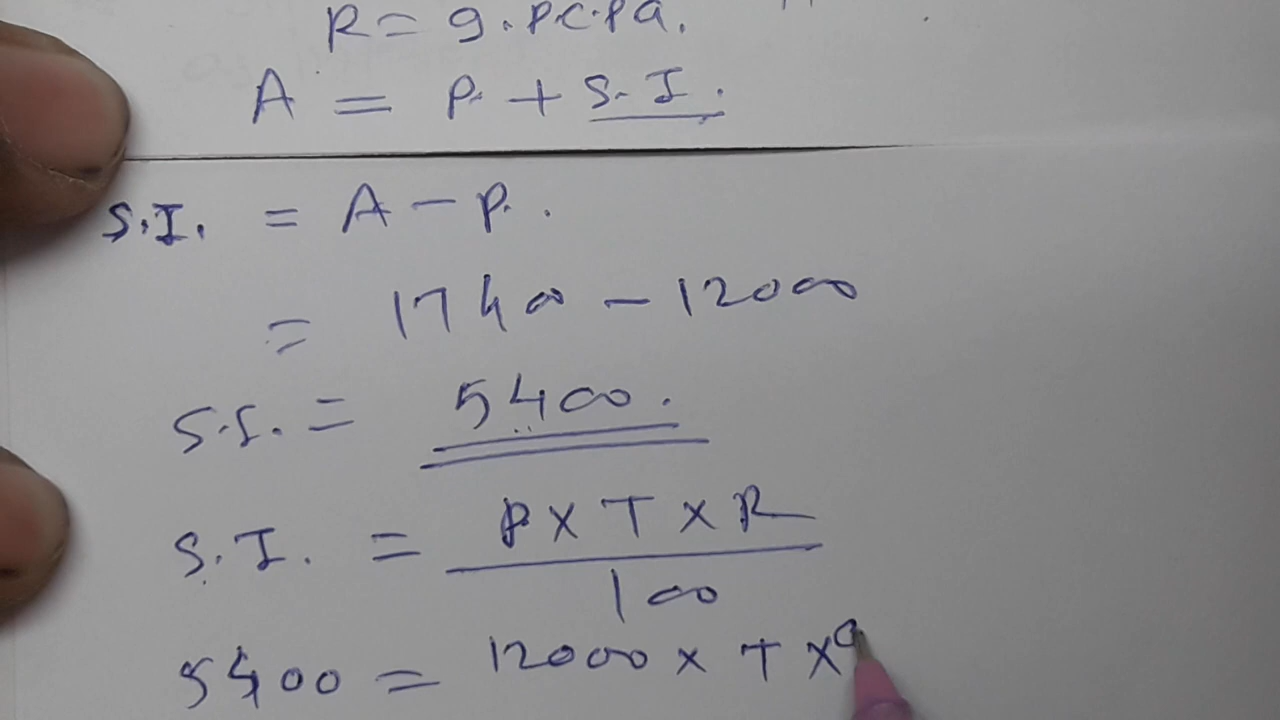 R = 9. P.C.P.A.
A = P. + S.I.
S.I. = A - P.
= 17400 - 12000
S.I. = 5400.
S.I. = P X T X R
100
5400 = 12000 x T x 9